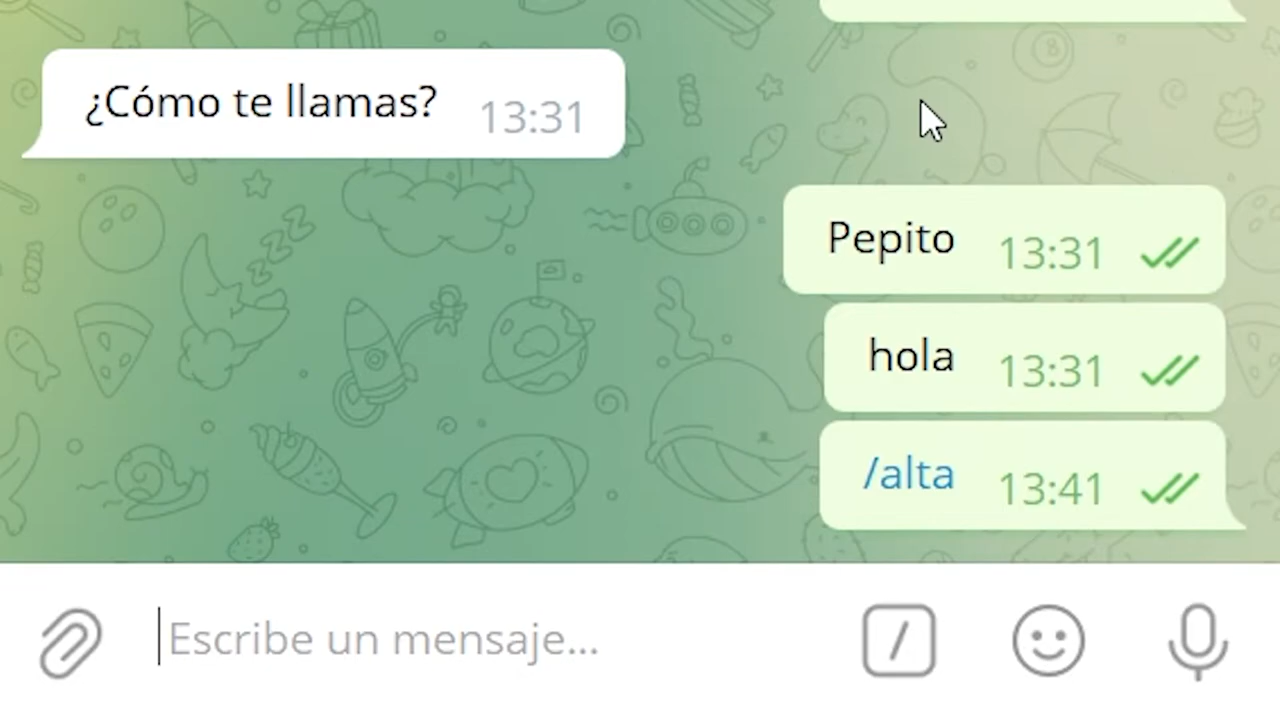 ¿Cómo te llamas? 13:31
Pepito 13:31
hola 13:31
/alta 13:41
Escribe un mensaje...